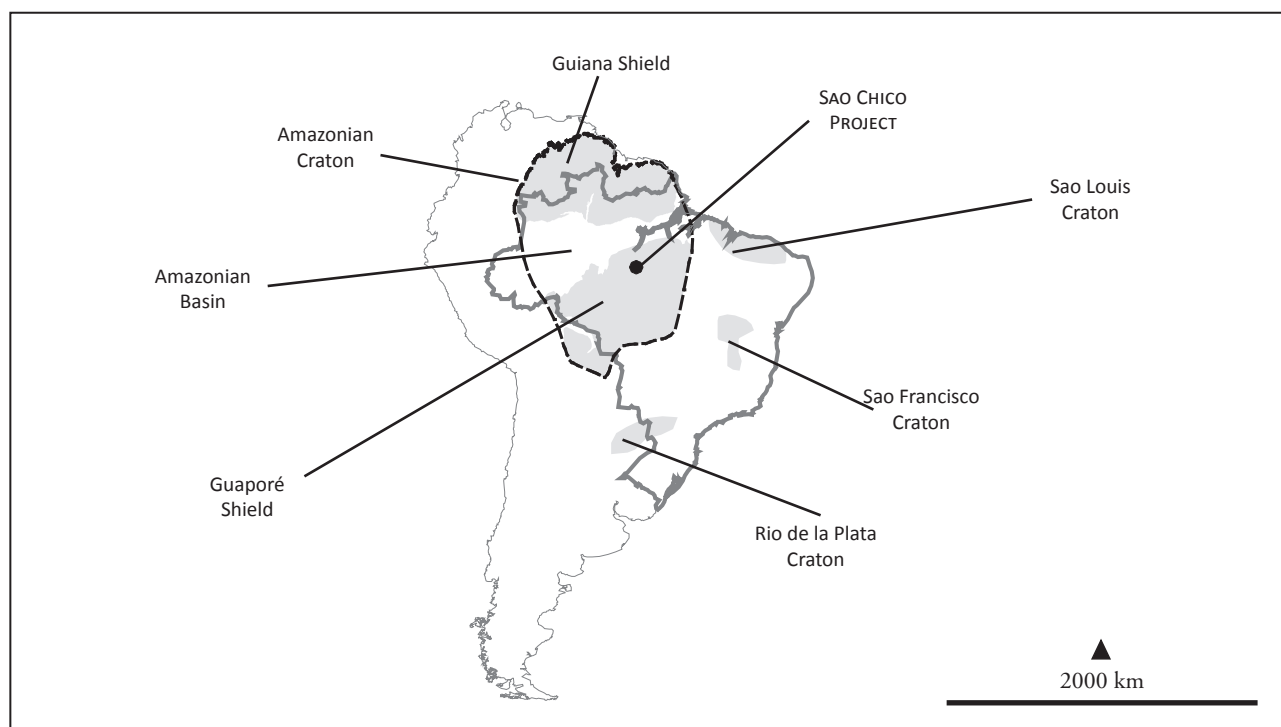 Guiana Shield
SAO CHICO
PROJECT
Amazonian
Craton
Sao Louis
Craton
Amazonian
Basin
Sao Francisco
Craton
Guaporé
Shield
Rio de la Plata
Craton
2000 km